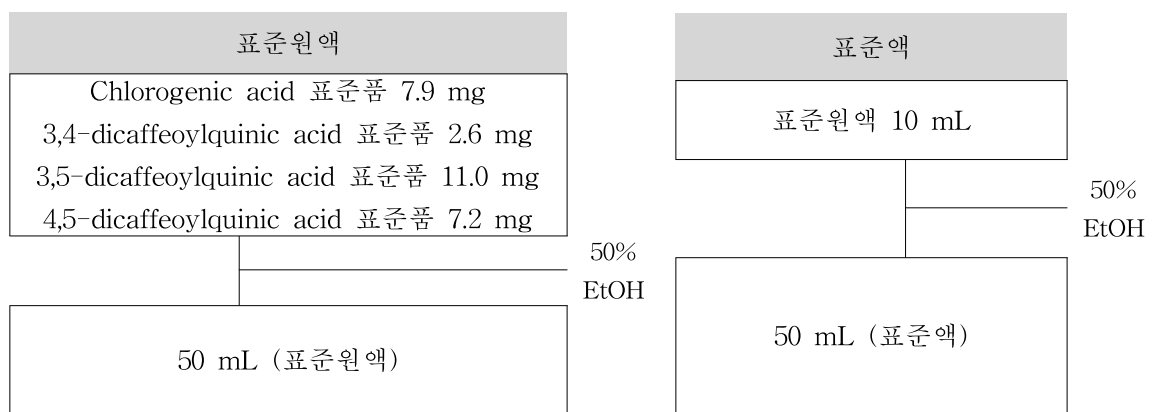 표준원액
Chlorogenic acid 표준품 7.9 mg
3,4-dicaffeoylquinic acid 표준품 2.6 mg
3,5-dicaffeoylquinic acid 표준품 11.0 mg
4,5-dicaffeoylquinic acid 표준품 7.2 mg
50%
EtOH
50 mL (표준원액)
표준액
표준원액 10 mL
50%
EtOH
50 mL (표준액)